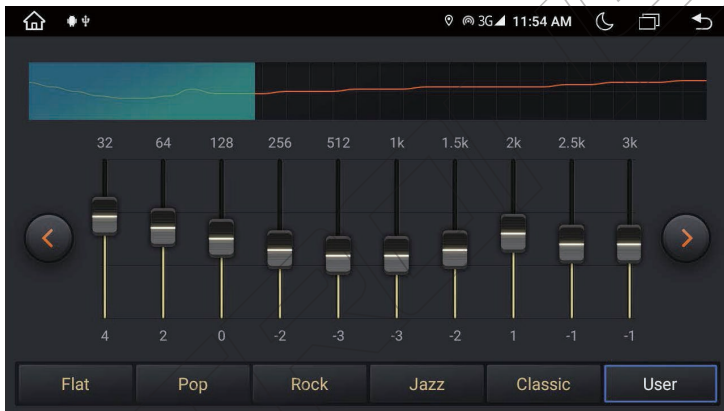 3G 11:54 AM
32 64 128 256 512 1k 1.5k 2k 2.5k 3k
4 2 0 -2 -3 -3 -2 1 -1 -1
Flat Pop Rock Jazz Classic User